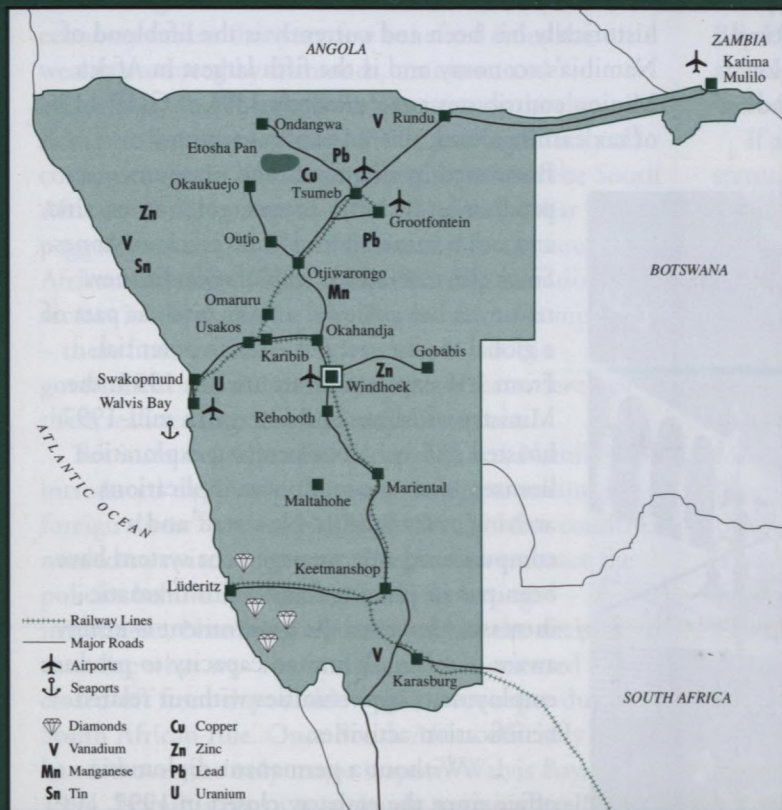 ANGOLA
ZAMBIA
Katima
Mulilo
Ondangwa
V
Rundu
Etosha Pan
Pb
Cu
Okaukuejo
Tsumeb
Grootfontein
Zn
V
Sn
Outjo
Pb
Otjiwarongo
BOTSWANA
Mn
Omaruru
Usakos
Okahandja
Karibib
Gobabis
Zn
Swakopmund
U
Windhoek
Walvis Bay
Rehoboth
ATLANTIC OCEAN
Mariental
Maltahohe
Keetmanshop
Lüderitz
V
Karasburg
SOUTH AFRICA
Railway Lines
Major Roads
Airports
Seaports
Diamonds
V Vanadium
Mn Manganese
Sn Tin
Cu Copper
Zn Zinc
Pb Lead
U Uranium